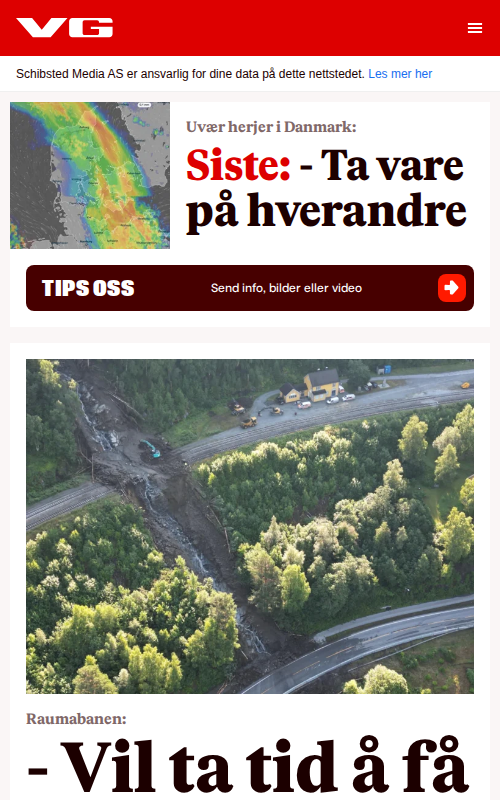 VG
Schibsted Media AS er ansvarlig for dine data på dette nettstedet. Les mer her
Uvær herjer i Danmark:
Siste: - Ta vare
på hverandre
TIPS OSS
Send info, bilder eller video
Raumabanen:
- Vil ta tid å få